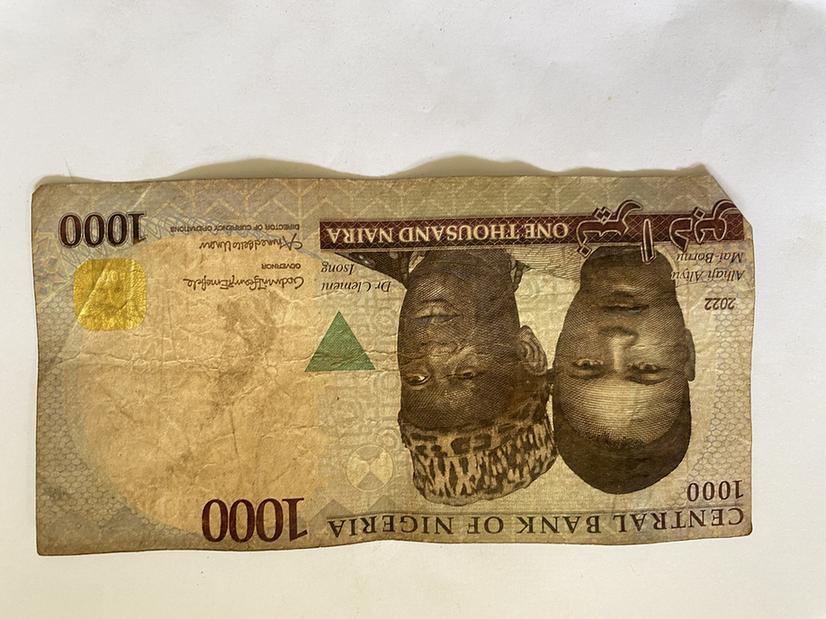 CENTRAL BANK OF NIGERIA
1000
1000
2022
Alhaji Aliyu
Mai-Bornu
Dr Clement
Isong
GOVERNOR
DIRECTOR OF CURRENCY OPERATIONS
ONE THOUSAND NAIRA
1000